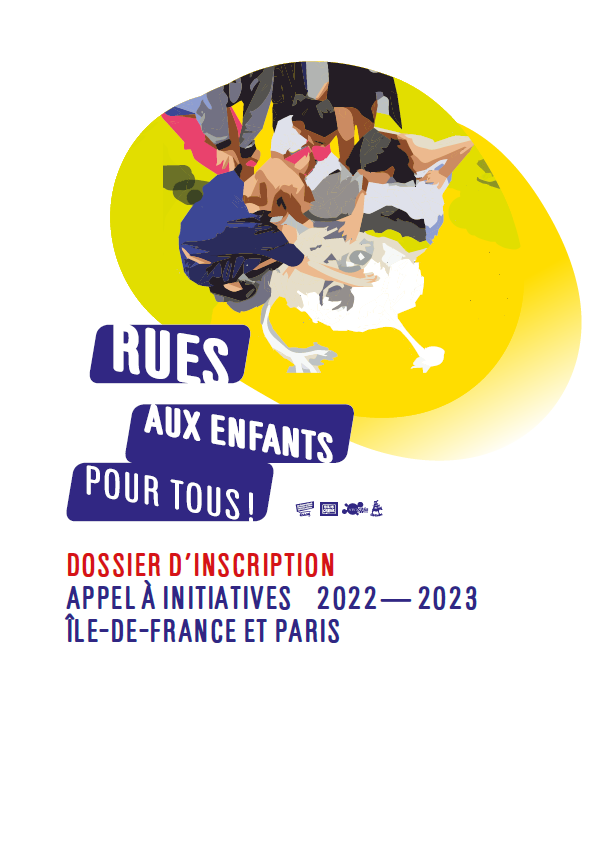 RUES
AUX ENFANTS
POUR TOUS!
DOSSIER D'INSCRIPTION
APPEL À INITIATIVES 2022— 2023
ÎLE-DE-FRANCE ET PARIS